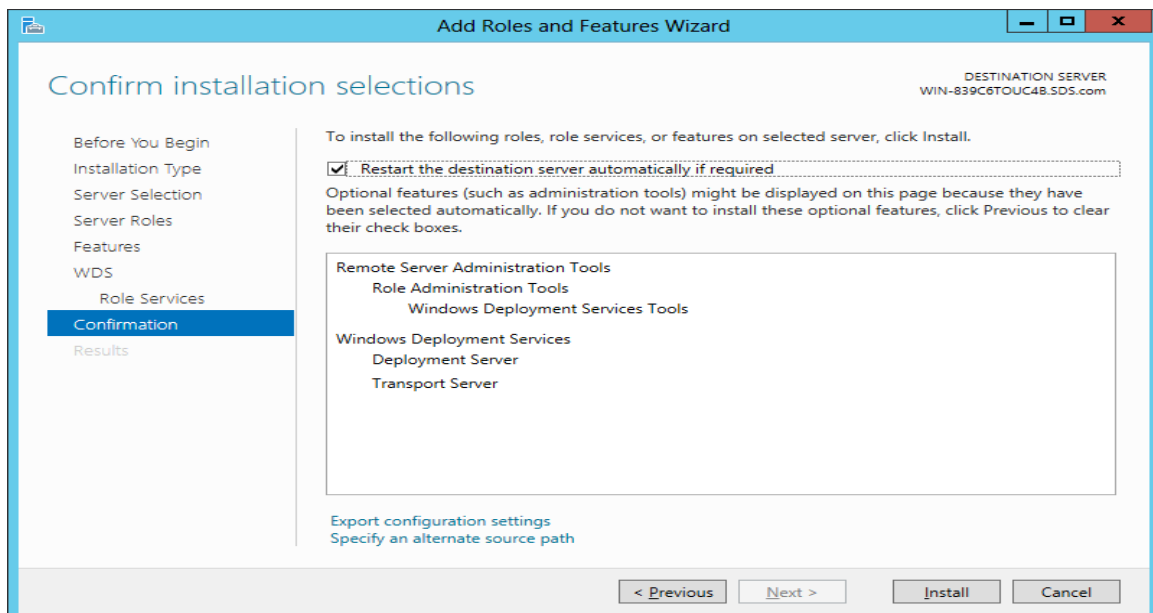 Add Roles and Features Wizard
Confirm installation selections
DESTINATION SERVER
WIN-839C6TOUC4B.SDS.com
Before You Begin
Installation Type
Server Selection
Server Roles
Features
WDS
Role Services
Confirmation
Results
To install the following roles, role services, or features on selected server, click Install.
Restart the destination server automatically if required
Optional features (such as administration tools) might be displayed on this page because they have
been selected automatically. If you do not want to install these optional features, click Previous to clear
their check boxes.
Remote Server Administration Tools
Role Administration Tools
Windows Deployment Services Tools
Windows Deployment Services
Deployment Server
Transport Server
Export configuration settings
Specify an alternate source path
< Previous
Next >
Install
Cancel